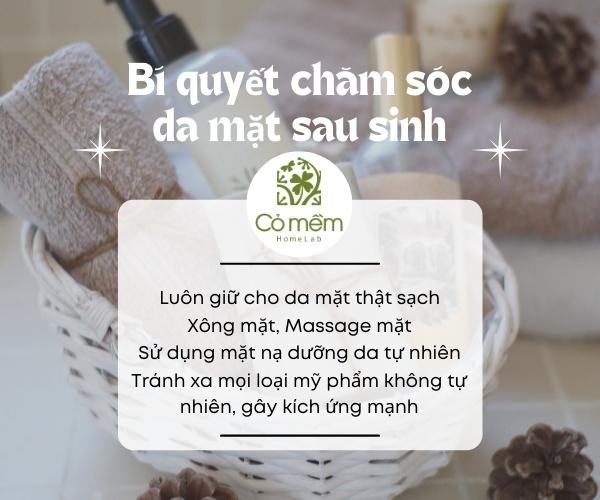 Bí quyết chăm sóc
da mặt sau sinh
Cỏ mềm
HomeLab
Luôn giữ cho da mặt thật sạch
Xông mặt, Massage mặt
Sử dụng mặt nạ dưỡng da tự nhiên
Tránh xa mọi loại mỹ phẩm không tự
nhiên, gây kích ứng mạnh